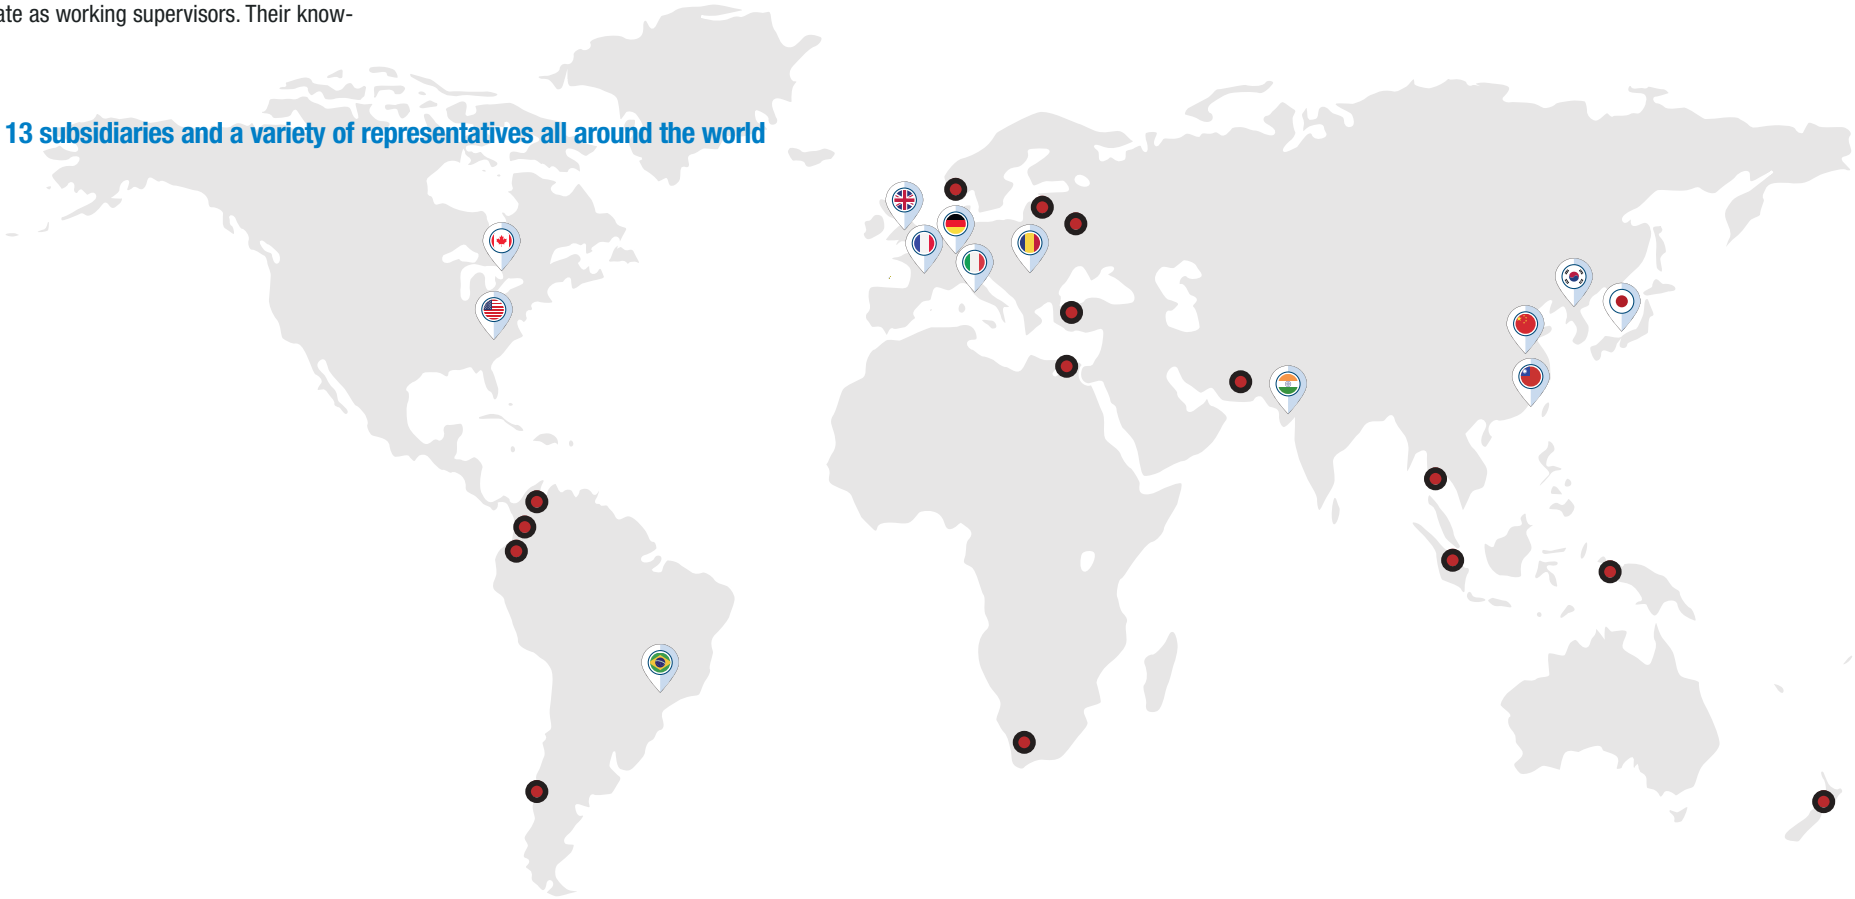 ate as working supervisors. Their know-
13 subsidiaries and a variety of representatives all around the world